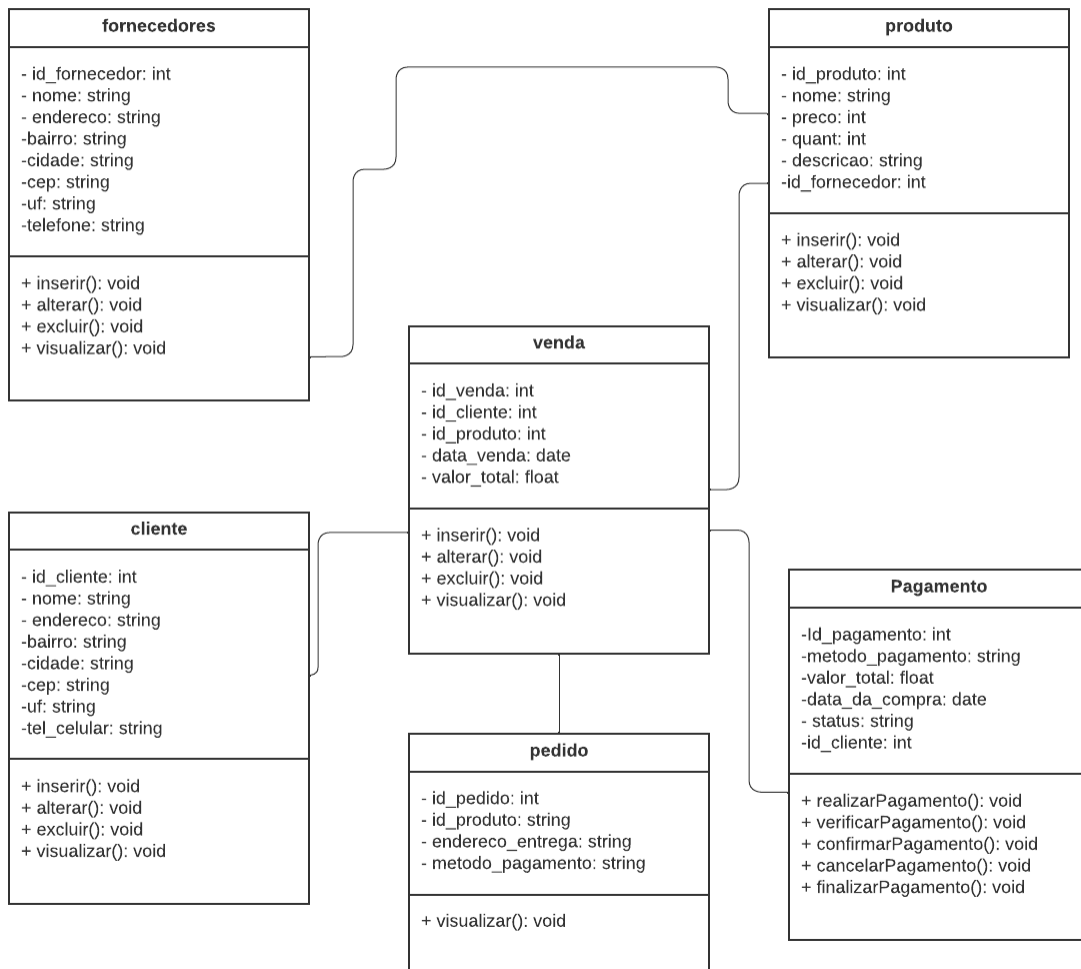 fornecedores
- id_fornecedor: int
- nome: string
- endereco: string
-bairro: string
-cidade: string
-cep: string
-uf: string
-telefone: string
+ inserir(): void
+ alterar(): void
+ excluir(): void
+ visualizar(): void
produto
- id_produto: int
- nome: string
- preco: int
- quant: int
- descricao: string
-id_fornecedor: int
+ inserir(): void
+ alterar(): void
+ excluir(): void
+ visualizar(): void
venda
- id_venda: int
- id_cliente: int
- id_produto: int
- data_venda: date
- valor_total: float
+ inserir(): void
+ alterar(): void
+ excluir(): void
+ visualizar(): void
cliente
- id_cliente: int
- nome: string
- endereco: string
-bairro: string
-cidade: string
-cep: string
-uf: string
-tel_celular: string
+ inserir(): void
+ alterar(): void
+ excluir(): void
+ visualizar(): void
Pagamento
-Id_pagamento: int
-metodo_pagamento: string
-valor_total: float
-data_da_compra: date
- status: string
-id_cliente: int
+ realizarPagamento(): void
+ verificarPagamento(): void
+ confirmarPagamento(): void
+ cancelarPagamento(): void
+ finalizarPagamento(): void
pedido
- id_pedido: int
- id_produto: string
- endereco_entrega: string
- metodo_pagamento: string
+ visualizar(): void